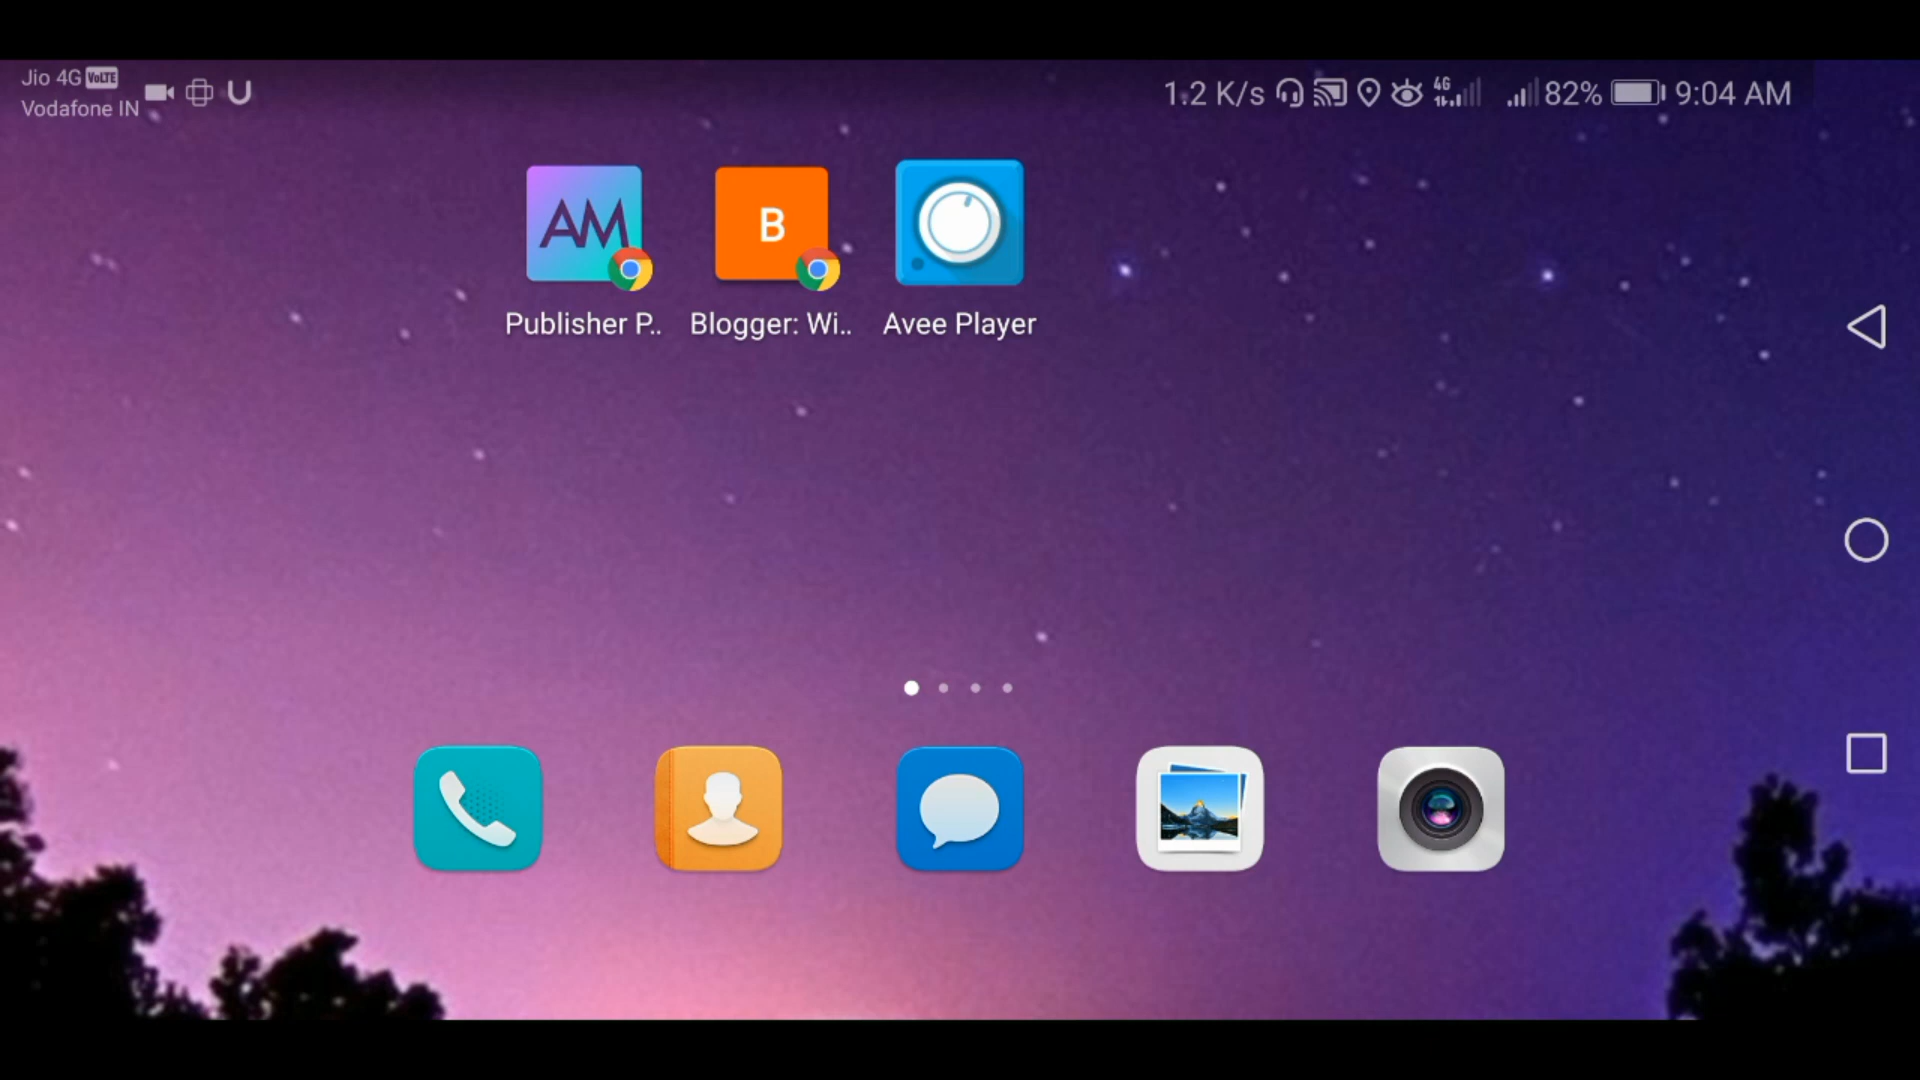 Jio 4G VoLTE
Vodafone IN
1.2 K/s 4G 82% 9:04 AM
AM
B
Publisher P..
Blogger: Wi..
Avee Player